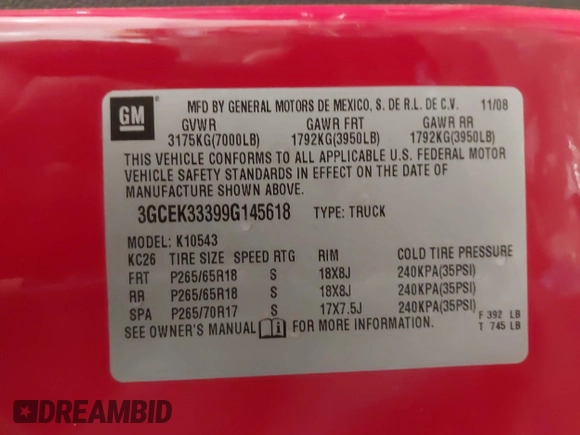 GM
MFD BY GENERAL MOTORS DE MEXICO, S. DE R.L. DE C.V. 11/08
GVWR GAWR FRT GAWR RR
3175KG(7000LB) 1792KG(3950LB) 1792KG(3950LB)
THIS VEHICLE CONFORMS TO ALL APPLICABLE U.S. FEDERAL MOTOR
VEHICLE SAFETY STANDARDS IN EFFECT ON THE DATE OF
MANUFACTURE SHOWN ABOVE.
3GCEK33399G145618 TYPE: TRUCK
MODEL: K10543
KC26 TIRE SIZE SPEED RTG RIM COLD TIRE PRESSURE
FRT P265/65R18 S 18X8J 240KPA(35PSI)
RR P265/65R18 S 18X8J 240KPA(35PSI)
SPA P265/70R17 S 17X7.5J 240KPA(35PSI)
SEE OWNER'S MANUAL FOR MORE INFORMATION.
F 392 LB
T 745 LB
DREAMBID